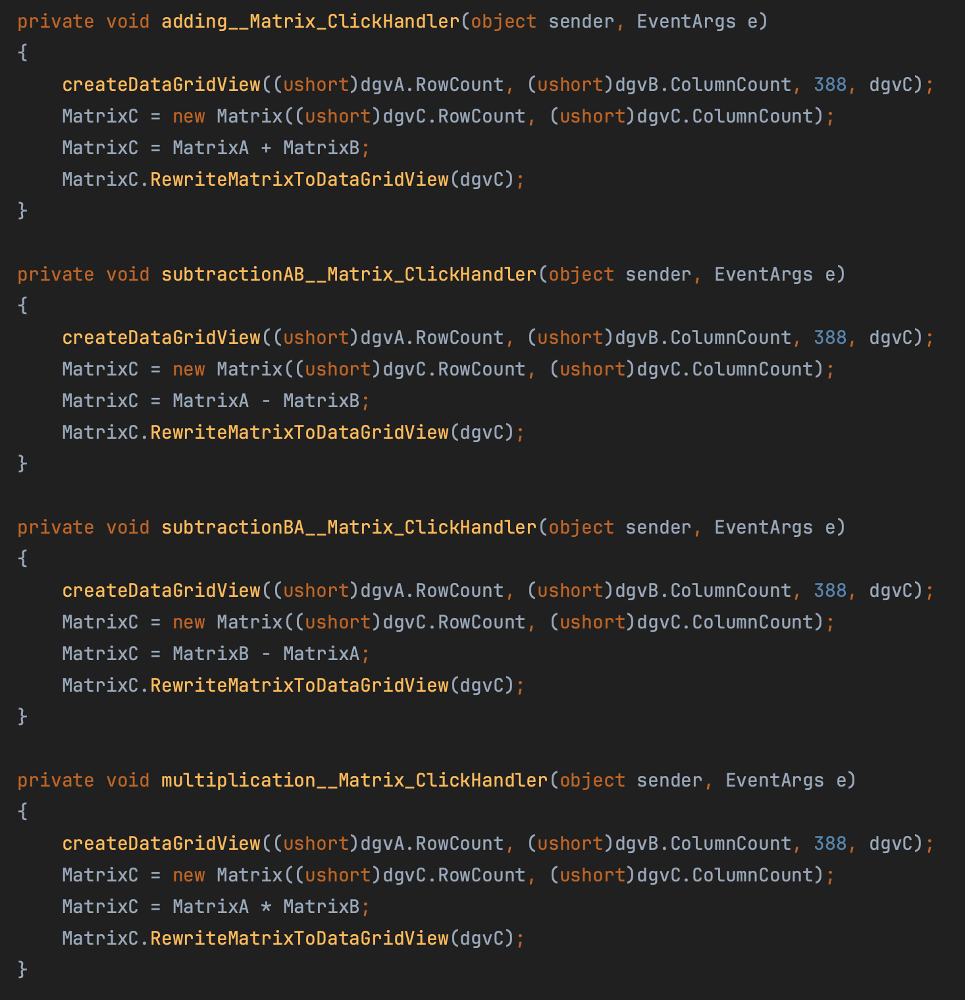 private void adding__Matrix_ClickHandler(object sender, EventArgs e)
{
    createDataGridView((ushort)dgvA.RowCount, (ushort)dgvB.ColumnCount, 388, dgvC);
    MatrixC = new Matrix((ushort)dgvC.RowCount, (ushort)dgvC.ColumnCount);
    MatrixC = MatrixA + MatrixB;
    MatrixC.RewriteMatrixToDataGridView(dgvC);
}

private void subtractionAB__Matrix_ClickHandler(object sender, EventArgs e)
{
    createDataGridView((ushort)dgvA.RowCount, (ushort)dgvB.ColumnCount, 388, dgvC);
    MatrixC = new Matrix((ushort)dgvC.RowCount, (ushort)dgvC.ColumnCount);
    MatrixC = MatrixA - MatrixB;
    MatrixC.RewriteMatrixToDataGridView(dgvC);
}

private void subtractionBA__Matrix_ClickHandler(object sender, EventArgs e)
{
    createDataGridView((ushort)dgvA.RowCount, (ushort)dgvB.ColumnCount, 388, dgvC);
    MatrixC = new Matrix((ushort)dgvC.RowCount, (ushort)dgvC.ColumnCount);
    MatrixC = MatrixB - MatrixA;
    MatrixC.RewriteMatrixToDataGridView(dgvC);
}

private void multiplication__Matrix_ClickHandler(object sender, EventArgs e)
{
    createDataGridView((ushort)dgvA.RowCount, (ushort)dgvB.ColumnCount, 388, dgvC);
    MatrixC = new Matrix((ushort)dgvC.RowCount, (ushort)dgvC.ColumnCount);
    MatrixC = MatrixA * MatrixB;
    MatrixC.RewriteMatrixToDataGridView(dgvC);
}